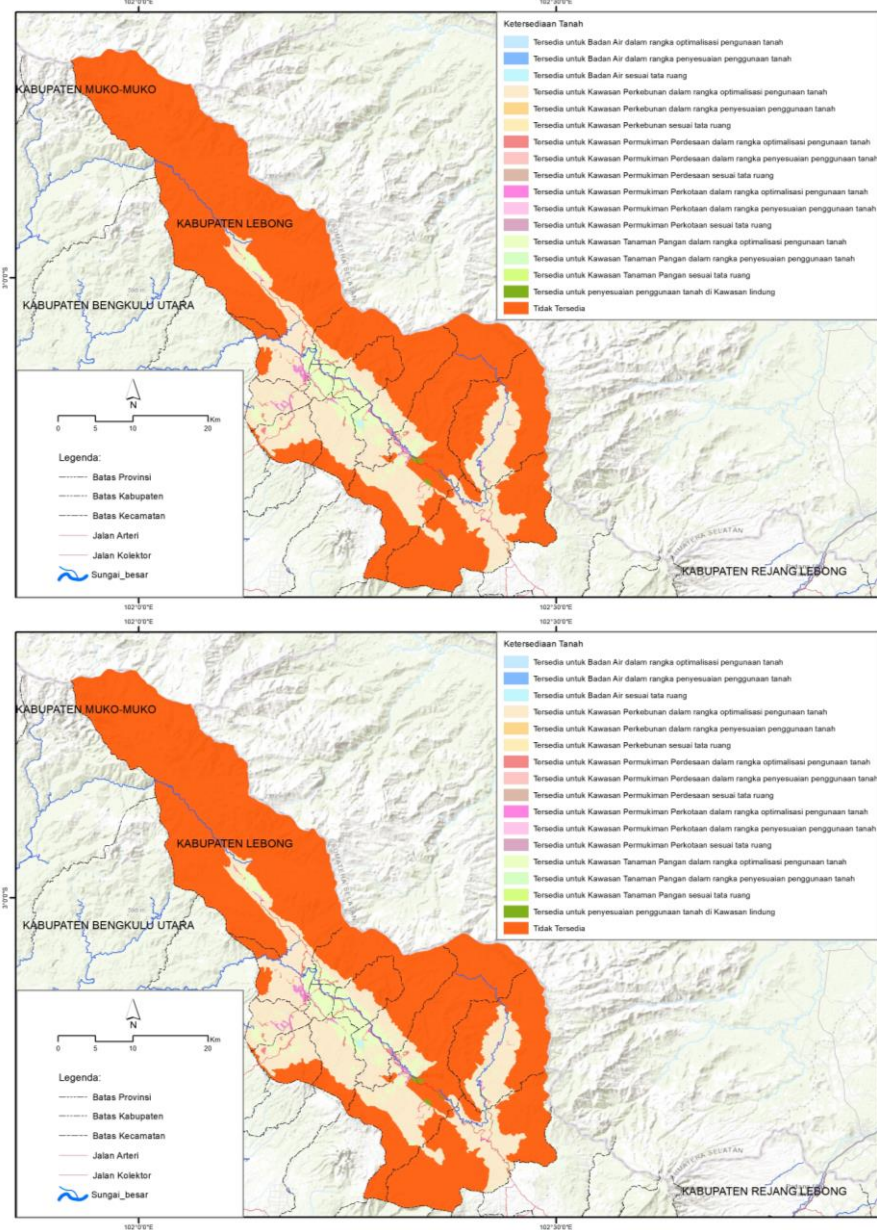 102°0'0"E
102°30'0"E
Ketersediaan Tanah
Tersedia untuk Badan Air dalam rangka optimalisasi pengunaan tanah
Tersedia untuk Badan Air dalam rangka penyesuaian penggunaan tanah
Tersedia untuk Badan Air sesuai tata ruang
Tersedia untuk Kawasan Perkebunan dalam rangka optimalisasi pengunaan tanah
Tersedia untuk Kawasan Perkebunan dalam rangka penyesuaian penggunaan tanah
Tersedia untuk Kawasan Perkebunan sesuai tata ruang
Tersedia untuk Kawasan Permukiman Perdesaan dalam rangka optimalisasi pengunaan tanah
Tersedia untuk Kawasan Permukiman Perdesaan dalam rangka penyesuaian penggunaan tanah
Tersedia untuk Kawasan Permukiman Perdesaan sesuai tata ruang
Tersedia untuk Kawasan Permukiman Perkotaan dalam rangka optimalisasi pengunaan tanah
Tersedia untuk Kawasan Permukiman Perkotaan dalam rangka penyesuaian penggunaan tanah
Tersedia untuk Kawasan Permukiman Perkotaan sesuai tata ruang
Tersedia untuk Kawasan Tanaman Pangan dalam rangka optimalisasi pengunaan tanah
Tersedia untuk Kawasan Tanaman Pangan dalam rangka penyesuaian penggunaan tanah
Tersedia untuk Kawasan Tanaman Pangan sesuai tata ruang
Tersedia untuk penyesuaian penggunaan tanah di Kawasan lindung
Tidak Tersedia
KABUPATEN MUKO-MUKO
KABUPATEN LEBONG
SUMATERA SELATAN
3°0'0"S
KABUPATEN BENGKULU UTARA
N
Km
0 5 10 20
Legenda:
Batas Provinsi
Batas Kabupaten
Batas Kecamatan
Jalan Arteri
Jalan Kolektor
Sungai_besar
SUMATERA SELATAN
KABUPATEN REJANG LEBONG
102°0'0"E
102°30'0"E
102°0'0"E
102°30'0"E
Ketersediaan Tanah
Tersedia untuk Badan Air dalam rangka optimalisasi pengunaan tanah
Tersedia untuk Badan Air dalam rangka penyesuaian penggunaan tanah
Tersedia untuk Badan Air sesuai tata ruang
Tersedia untuk Kawasan Perkebunan dalam rangka optimalisasi pengunaan tanah
Tersedia untuk Kawasan Perkebunan dalam rangka penyesuaian penggunaan tanah
Tersedia untuk Kawasan Perkebunan sesuai tata ruang
Tersedia untuk Kawasan Permukiman Perdesaan dalam rangka optimalisasi pengunaan tanah
Tersedia untuk Kawasan Permukiman Perdesaan dalam rangka penyesuaian penggunaan tanah
Tersedia untuk Kawasan Permukiman Perdesaan sesuai tata ruang
Tersedia untuk Kawasan Permukiman Perkotaan dalam rangka optimalisasi pengunaan tanah
Tersedia untuk Kawasan Permukiman Perkotaan dalam rangka penyesuaian penggunaan tanah
Tersedia untuk Kawasan Permukiman Perkotaan sesuai tata ruang
Tersedia untuk Kawasan Tanaman Pangan dalam rangka optimalisasi pengunaan tanah
Tersedia untuk Kawasan Tanaman Pangan dalam rangka penyesuaian penggunaan tanah
Tersedia untuk Kawasan Tanaman Pangan sesuai tata ruang
Tersedia untuk penyesuaian penggunaan tanah di Kawasan lindung
Tidak Tersedia
KABUPATEN MUKO-MUKO
KABUPATEN LEBONG
SUMATERA SELATAN
3°0'0"S
KABUPATEN BENGKULU UTARA
N
Km
0 5 10 20
Legenda:
Batas Provinsi
Batas Kabupaten
Batas Kecamatan
Jalan Arteri
Jalan Kolektor
Sungai_besar
SUMATERA SELATAN
KABUPATEN REJANG LEBONG
102°0'0"E
102°30'0"E